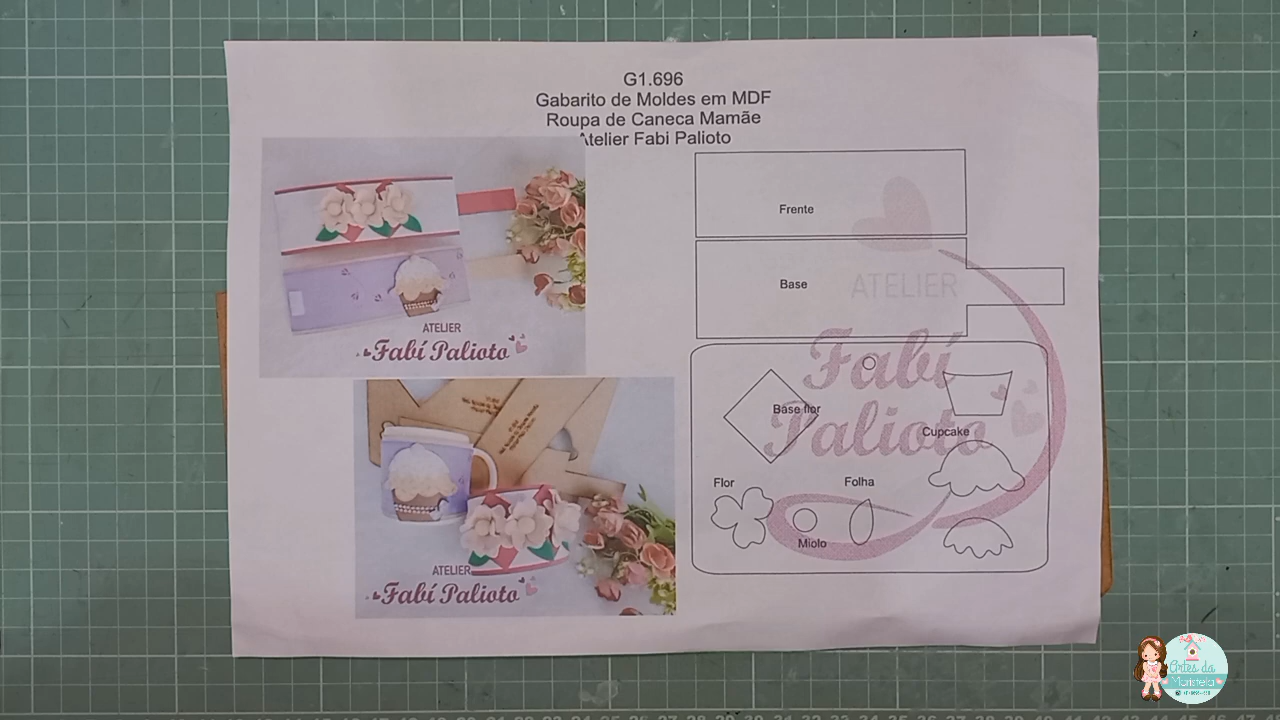 G1.696
Gabarito de Moldes em MDF
Roupa de Caneca Mamãe
Atelier Fabi Palioto
ATELIER
Fabí Palioto
ATELIER
Fabí Palioto
Frente
Base
ATELIER
Fabí
Palioto
Base flor
Cupcake
Flor
Folha
Miolo
Artes da
Maristela